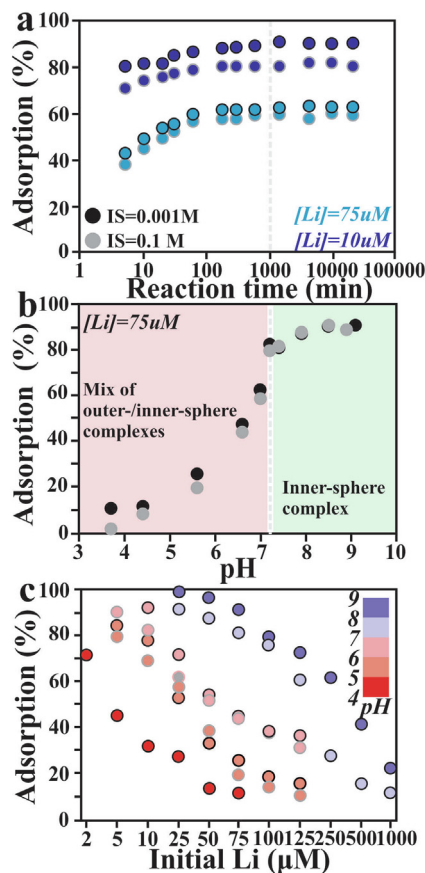 a
Adsorption (%)
100
80
60
40
20
0
IS=0.001M
IS=0.1 M
[Li]=75uM
[Li]=10uM
1
10
100
1000
10000
100000
Reaction time (min)
b
Adsorption (%)
100
80
60
40
20
0
[Li]=75uM
Mix of
outer-/inner-sphere
complexes
Inner-sphere
complex
3
4
5
6
7
8
9
10
pH
c
Adsorption (%)
100
80
60
40
20
0
9
8
7
6
5
4
pH
2
5
10
25
50
75
100
125
250
500
1000
Initial Li (µM)